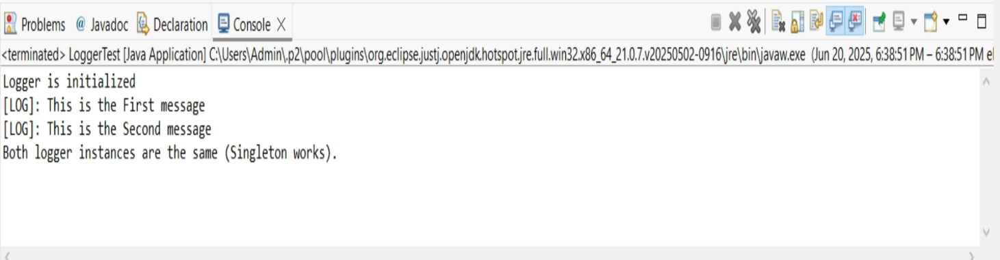 Problems @ Javadoc Declaration Console
<terminated> LoggerTest [Java Application] C:\Users\Admin\.p2\pool\plugins\org.eclipse.justj.openjdk.hotspot.jre.full.win32.x86_64_21.0.7.v20250502-0916\jre\bin\javaw.exe (Jun 20, 2025, 6:38:51 PM – 6:38:51 PM
Logger is initialized
[LOG]: This is the First message
[LOG]: This is the Second message
Both logger instances are the same (Singleton works).